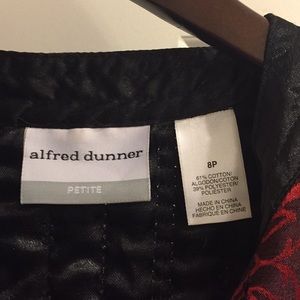 alfred dunner
PETITE
8P
61% COTTON/
ALGODÓN/COTON
39% POLYESTER/
POLIÉSTER
MADE IN CHINA
HECHO EN CHINA
FABRIQUE EN CHINE